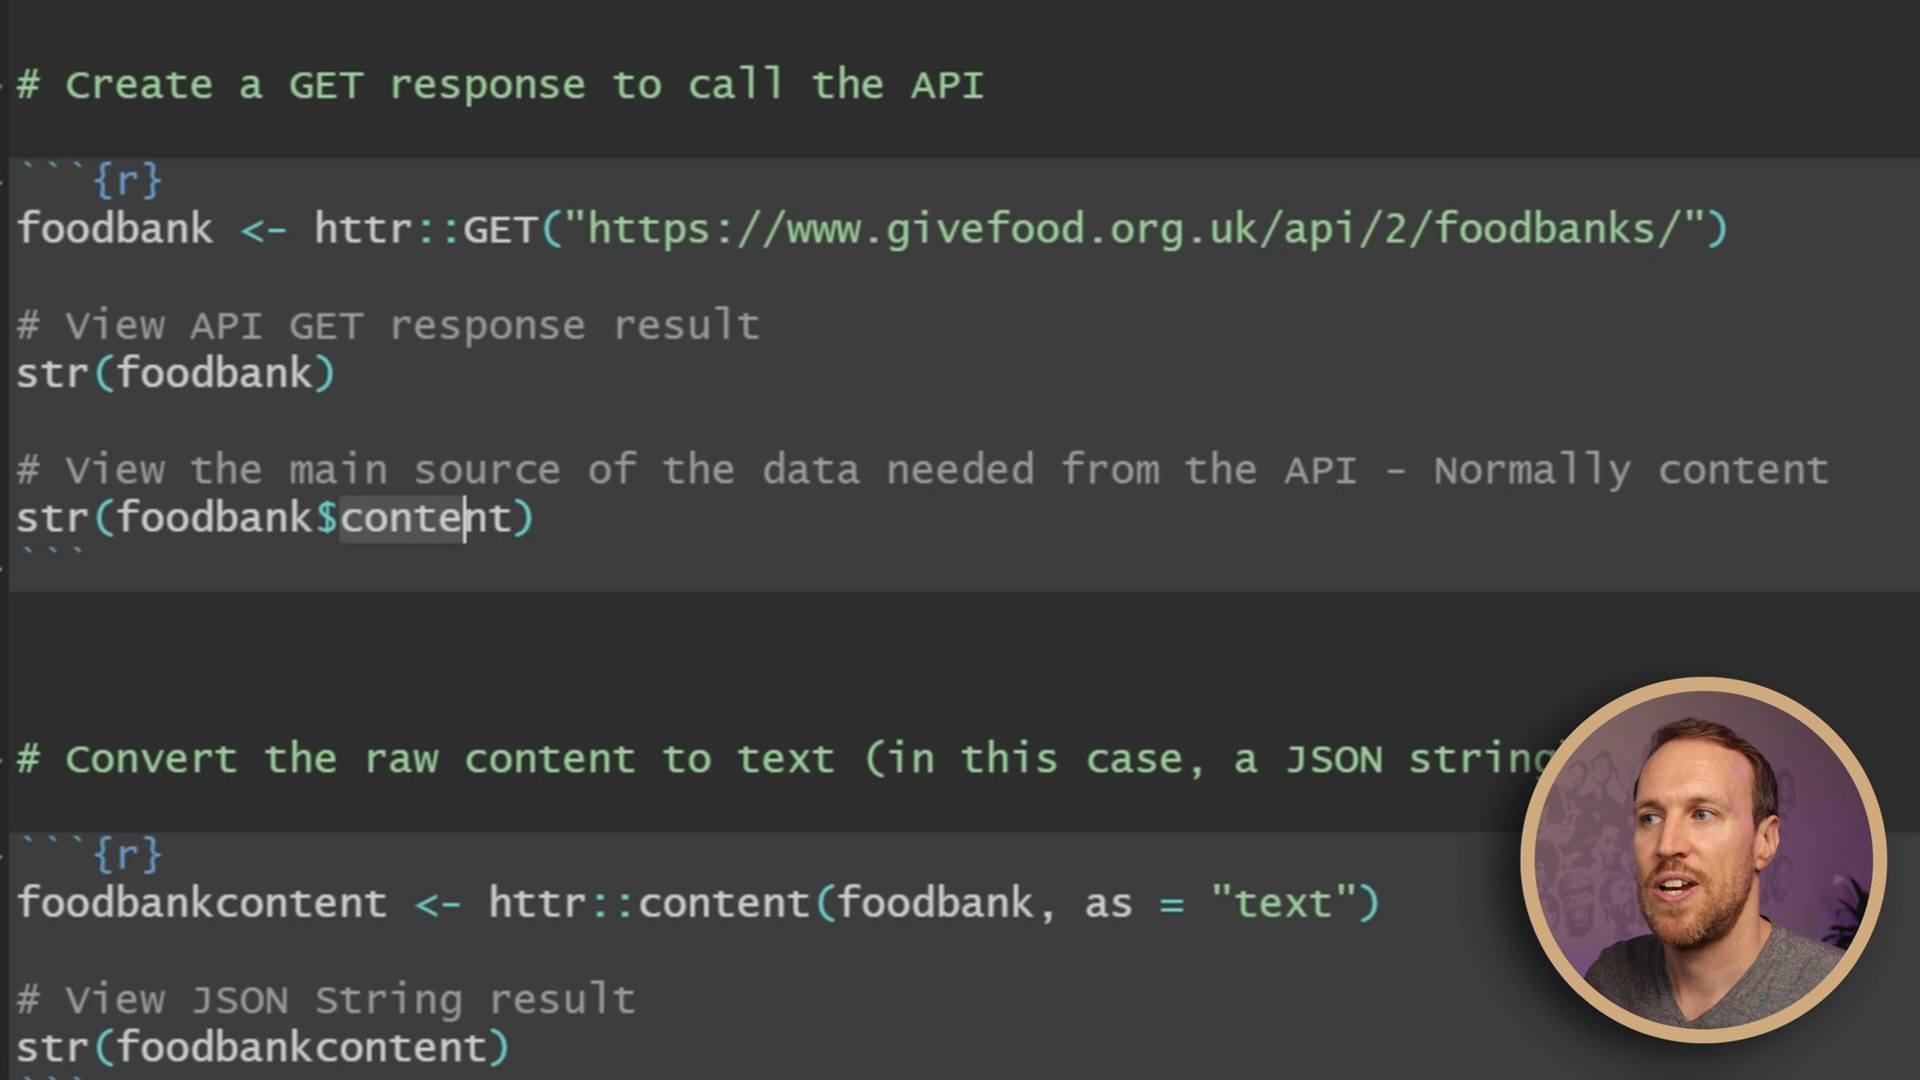 # Create a GET response to call the API
```{r}
foodbank <- httr::GET("https://www.givefood.org.uk/api/2/foodbanks/")
# View API GET response result
str(foodbank)
# View the main source of the data needed from the API - Normally content
str(foodbank$content)
```
# Convert the raw content to text (in this case, a JSON string
```{r}
foodbankcontent <- httr::content(foodbank, as = "text")
# View JSON String result
str(foodbankcontent)
```